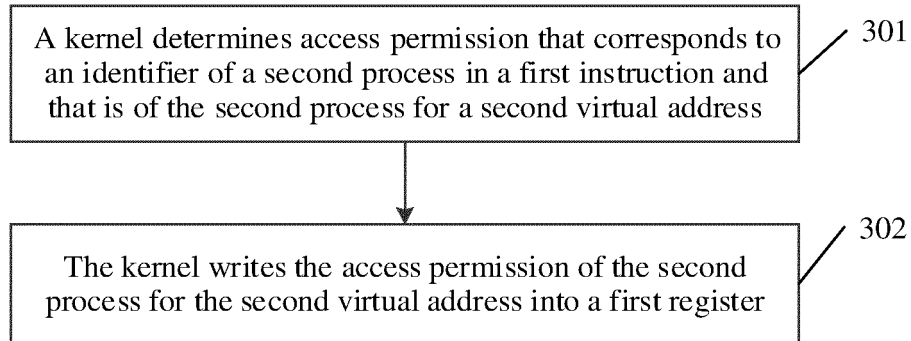 A kernel determines access permission that corresponds to
an identifier of a second process in a first instruction and
that is of the second process for a second virtual address
301
The kernel writes the access permission of the second
process for the second virtual address into a first register
302